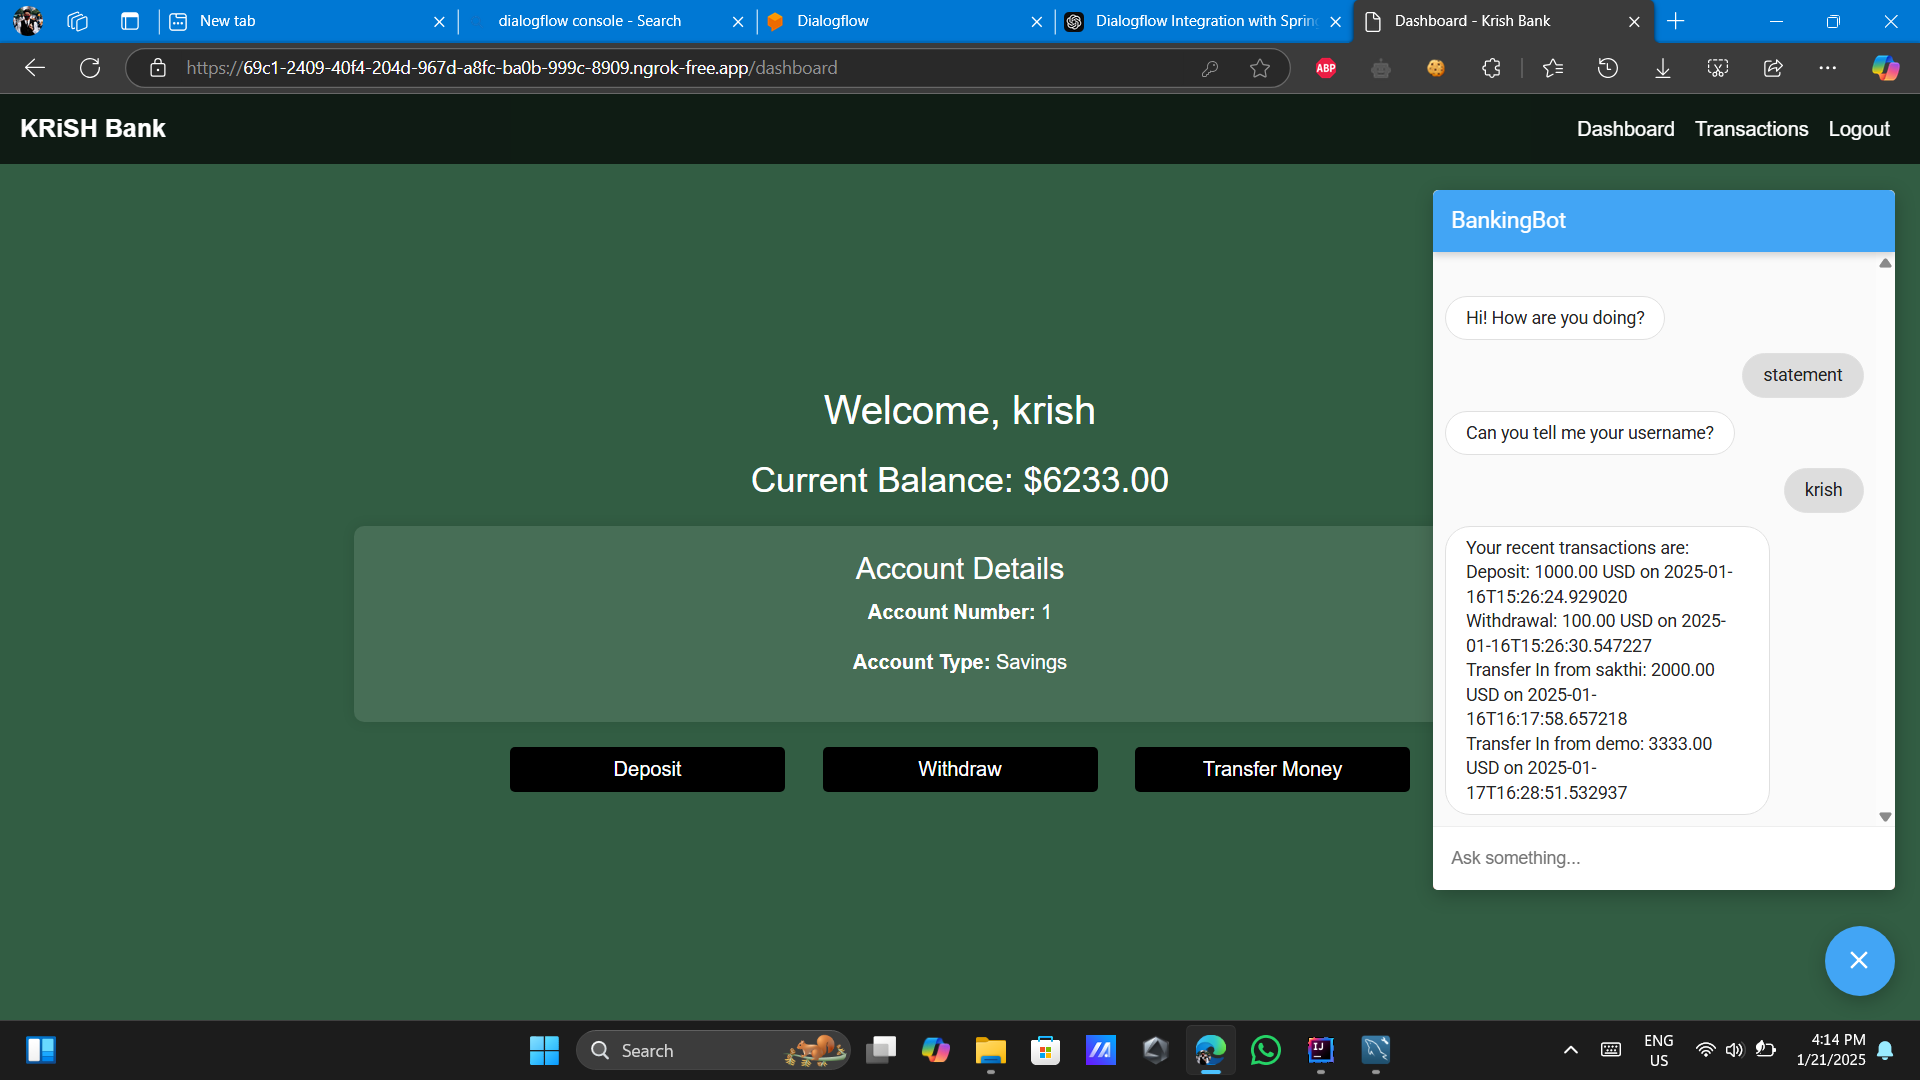 New tab
dialogflow console - Search
Dialogflow
Dialogflow Integration with Sprin
Dashboard - Krish Bank
https://69c1-2409-40f4-204d-967d-a8fc-ba0b-999c-8909.ngrok-free.app/dashboard
ABP
KRiSH Bank
Dashboard
Transactions
Logout
Welcome, krish
Current Balance: $6233.00
Account Details
Account Number: 1
Account Type: Savings
Deposit
Withdraw
Transfer Money
BankingBot
Hi! How are you doing?
statement
Can you tell me your username?
krish
Your recent transactions are:
Deposit: 1000.00 USD on 2025-01-
16T15:26:24.929020
Withdrawal: 100.00 USD on 2025-
01-16T15:26:30.547227
Transfer In from sakthi: 2000.00
USD on 2025-01-
16T16:17:58.657218
Transfer In from demo: 3333.00
USD on 2025-01-
17T16:28:51.532937
Ask something...
Search
IJ
ENG
US
4:14 PM
1/21/2025